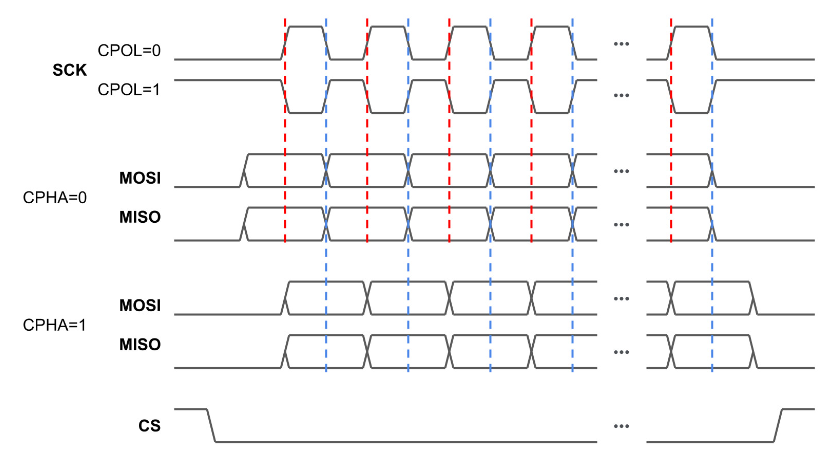 CPOL=0
SCK
CPOL=1
...
...
MOSI
...
CPHA=0
MISO
...
MOSI
...
CPHA=1
MISO
...
CS
...